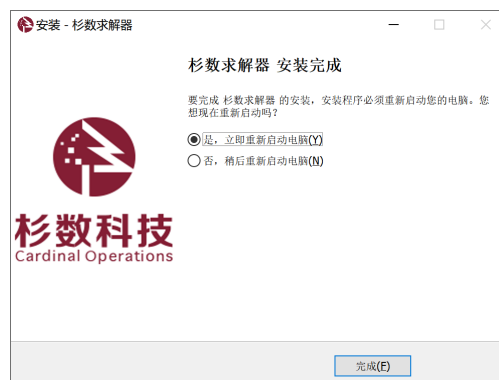 安装 - 杉数求解器
杉数求解器 安装完成
要完成 杉数求解器 的安装，安装程序必须重新启动您的电脑。您
想现在重新启动吗？
是，立即重新启动电脑(Y)
否，稍后重新启动电脑(N)
杉数科技
Cardinal Operations
完成(F)